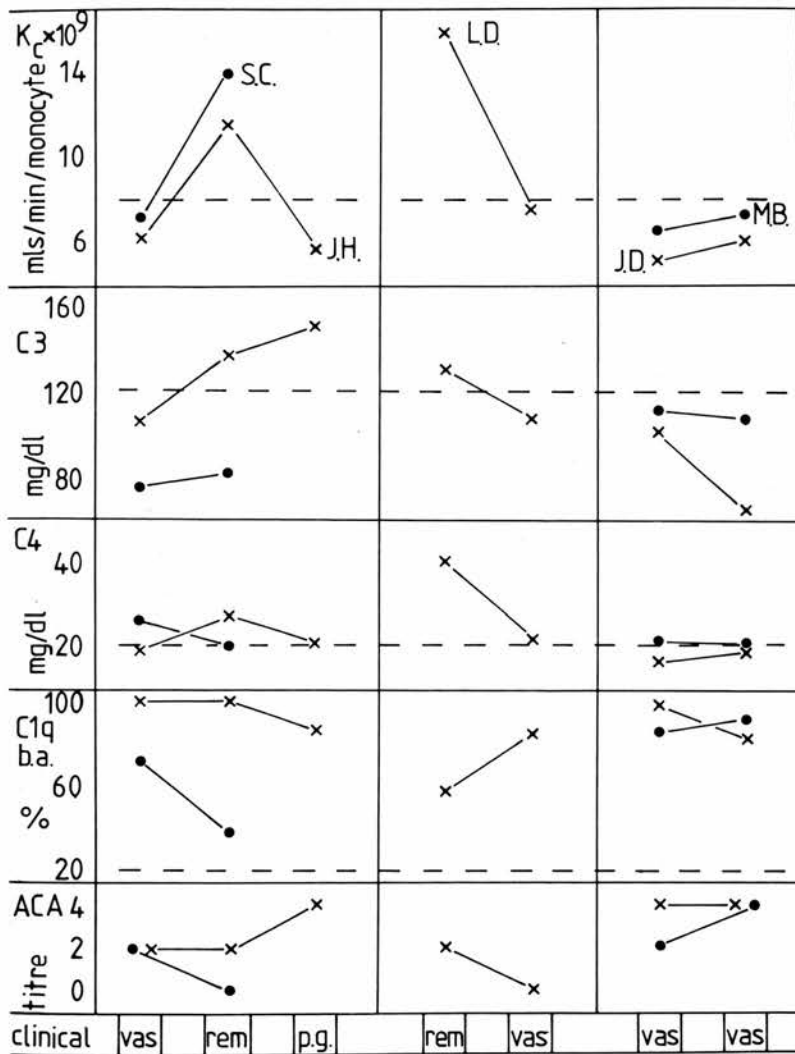 Kc×10⁹
mls/min/monocyte
14
10
6
S.C.
J.H.
L.D.
M.B.
J.D.
C3
mg/dl
160
120
80
C4
mg/dl
40
20
C1q
b.a.
%
100
60
20
ACA
titre
4
2
0
clinical vas rem p.g. rem vas vas vas